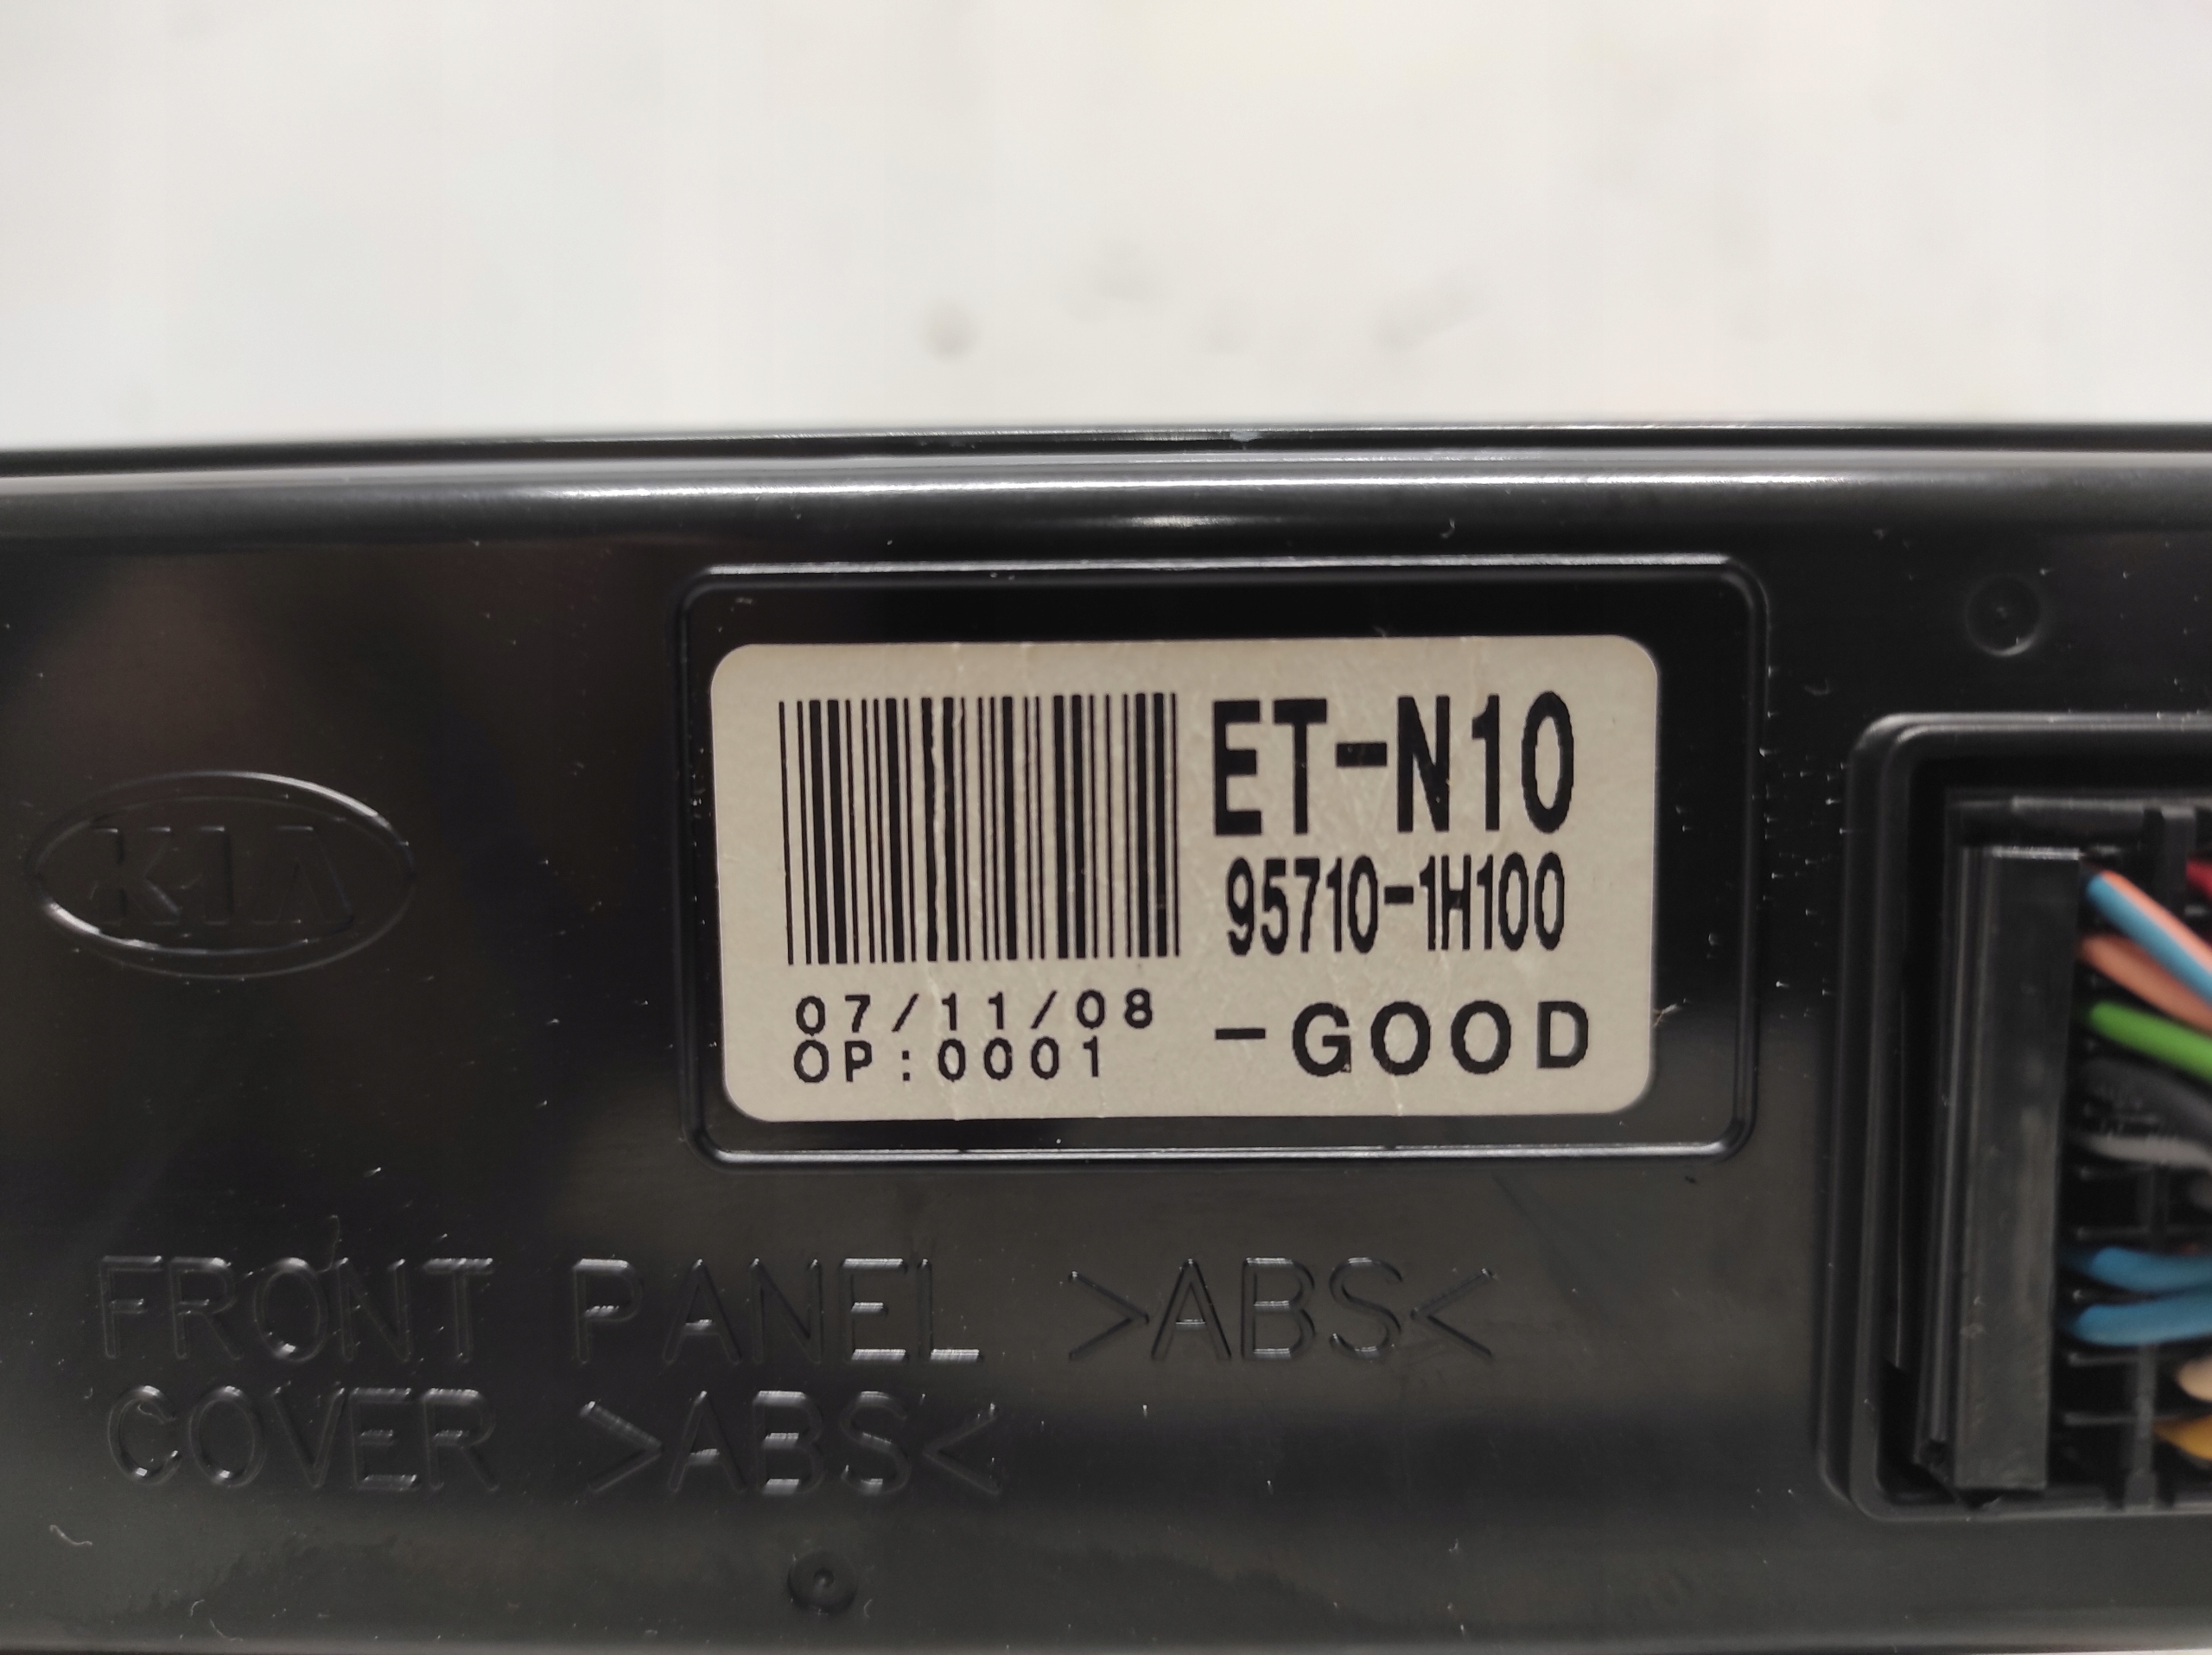 ET-N10
95710-1H100
07/11/08
OP:0001
-GOOD
KIA
FRONT PANEL >ABS<
COVER >ABS<